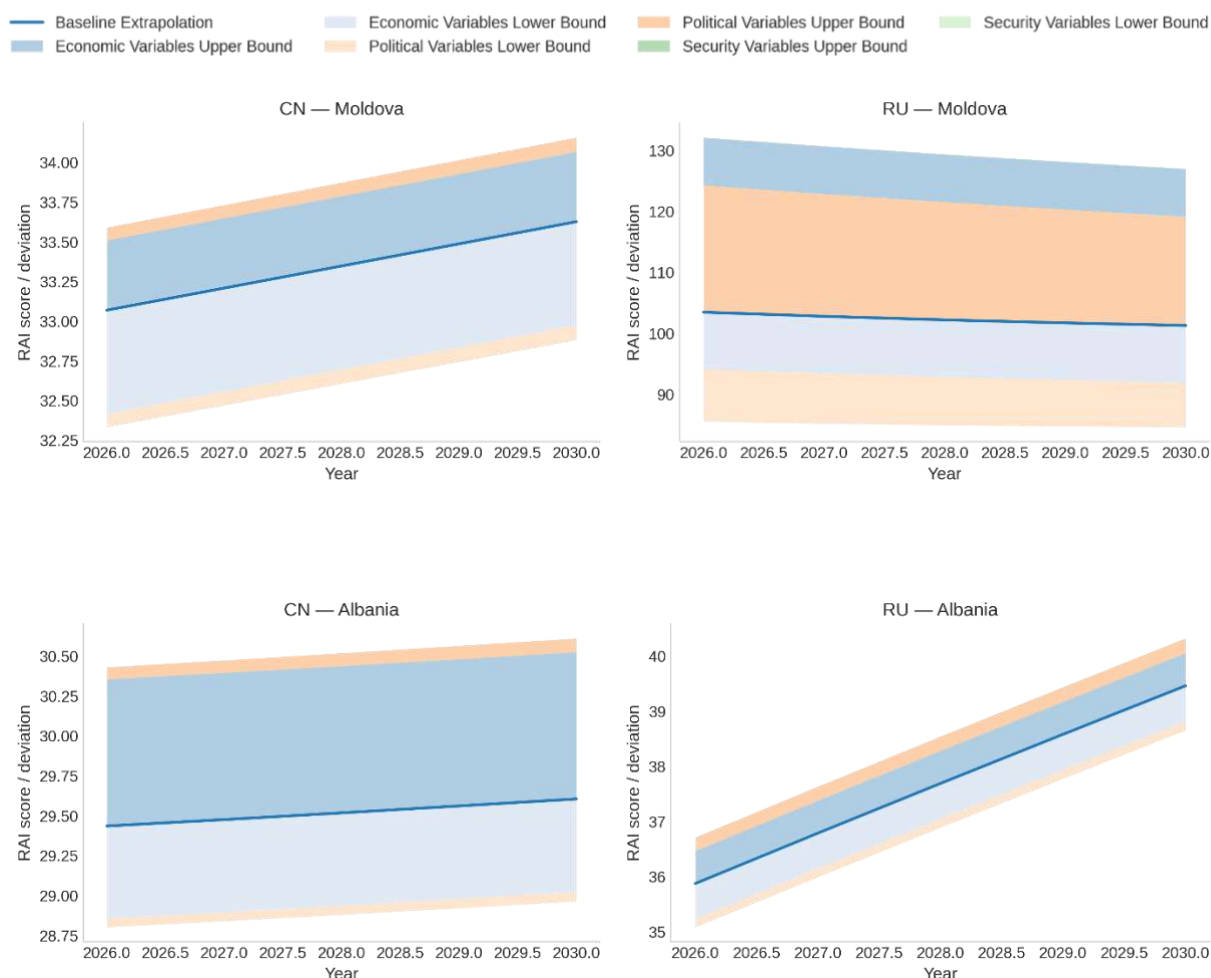 Baseline Extrapolation Economic Variables Lower Bound Political Variables Upper Bound Security Variables Lower Bound
Economic Variables Upper Bound Political Variables Lower Bound Security Variables Upper Bound
CN — Moldova
34.00
33.75
33.50
33.25
33.00
32.75
32.50
32.25
RAI score / deviation
2026.0 2026.5 2027.0 2027.5 2028.0 2028.5 2029.0 2029.5 2030.0
Year
RU — Moldova
130
120
110
100
90
RAI score / deviation
2026.0 2026.5 2027.0 2027.5 2028.0 2028.5 2029.0 2029.5 2030.0
Year
CN — Albania
30.50
30.25
30.00
29.75
29.50
29.25
29.00
28.75
RAI score / deviation
2026.0 2026.5 2027.0 2027.5 2028.0 2028.5 2029.0 2029.5 2030.0
Year
RU — Albania
40
39
38
37
36
35
RAI score / deviation
2026.0 2026.5 2027.0 2027.5 2028.0 2028.5 2029.0 2029.5 2030.0
Year